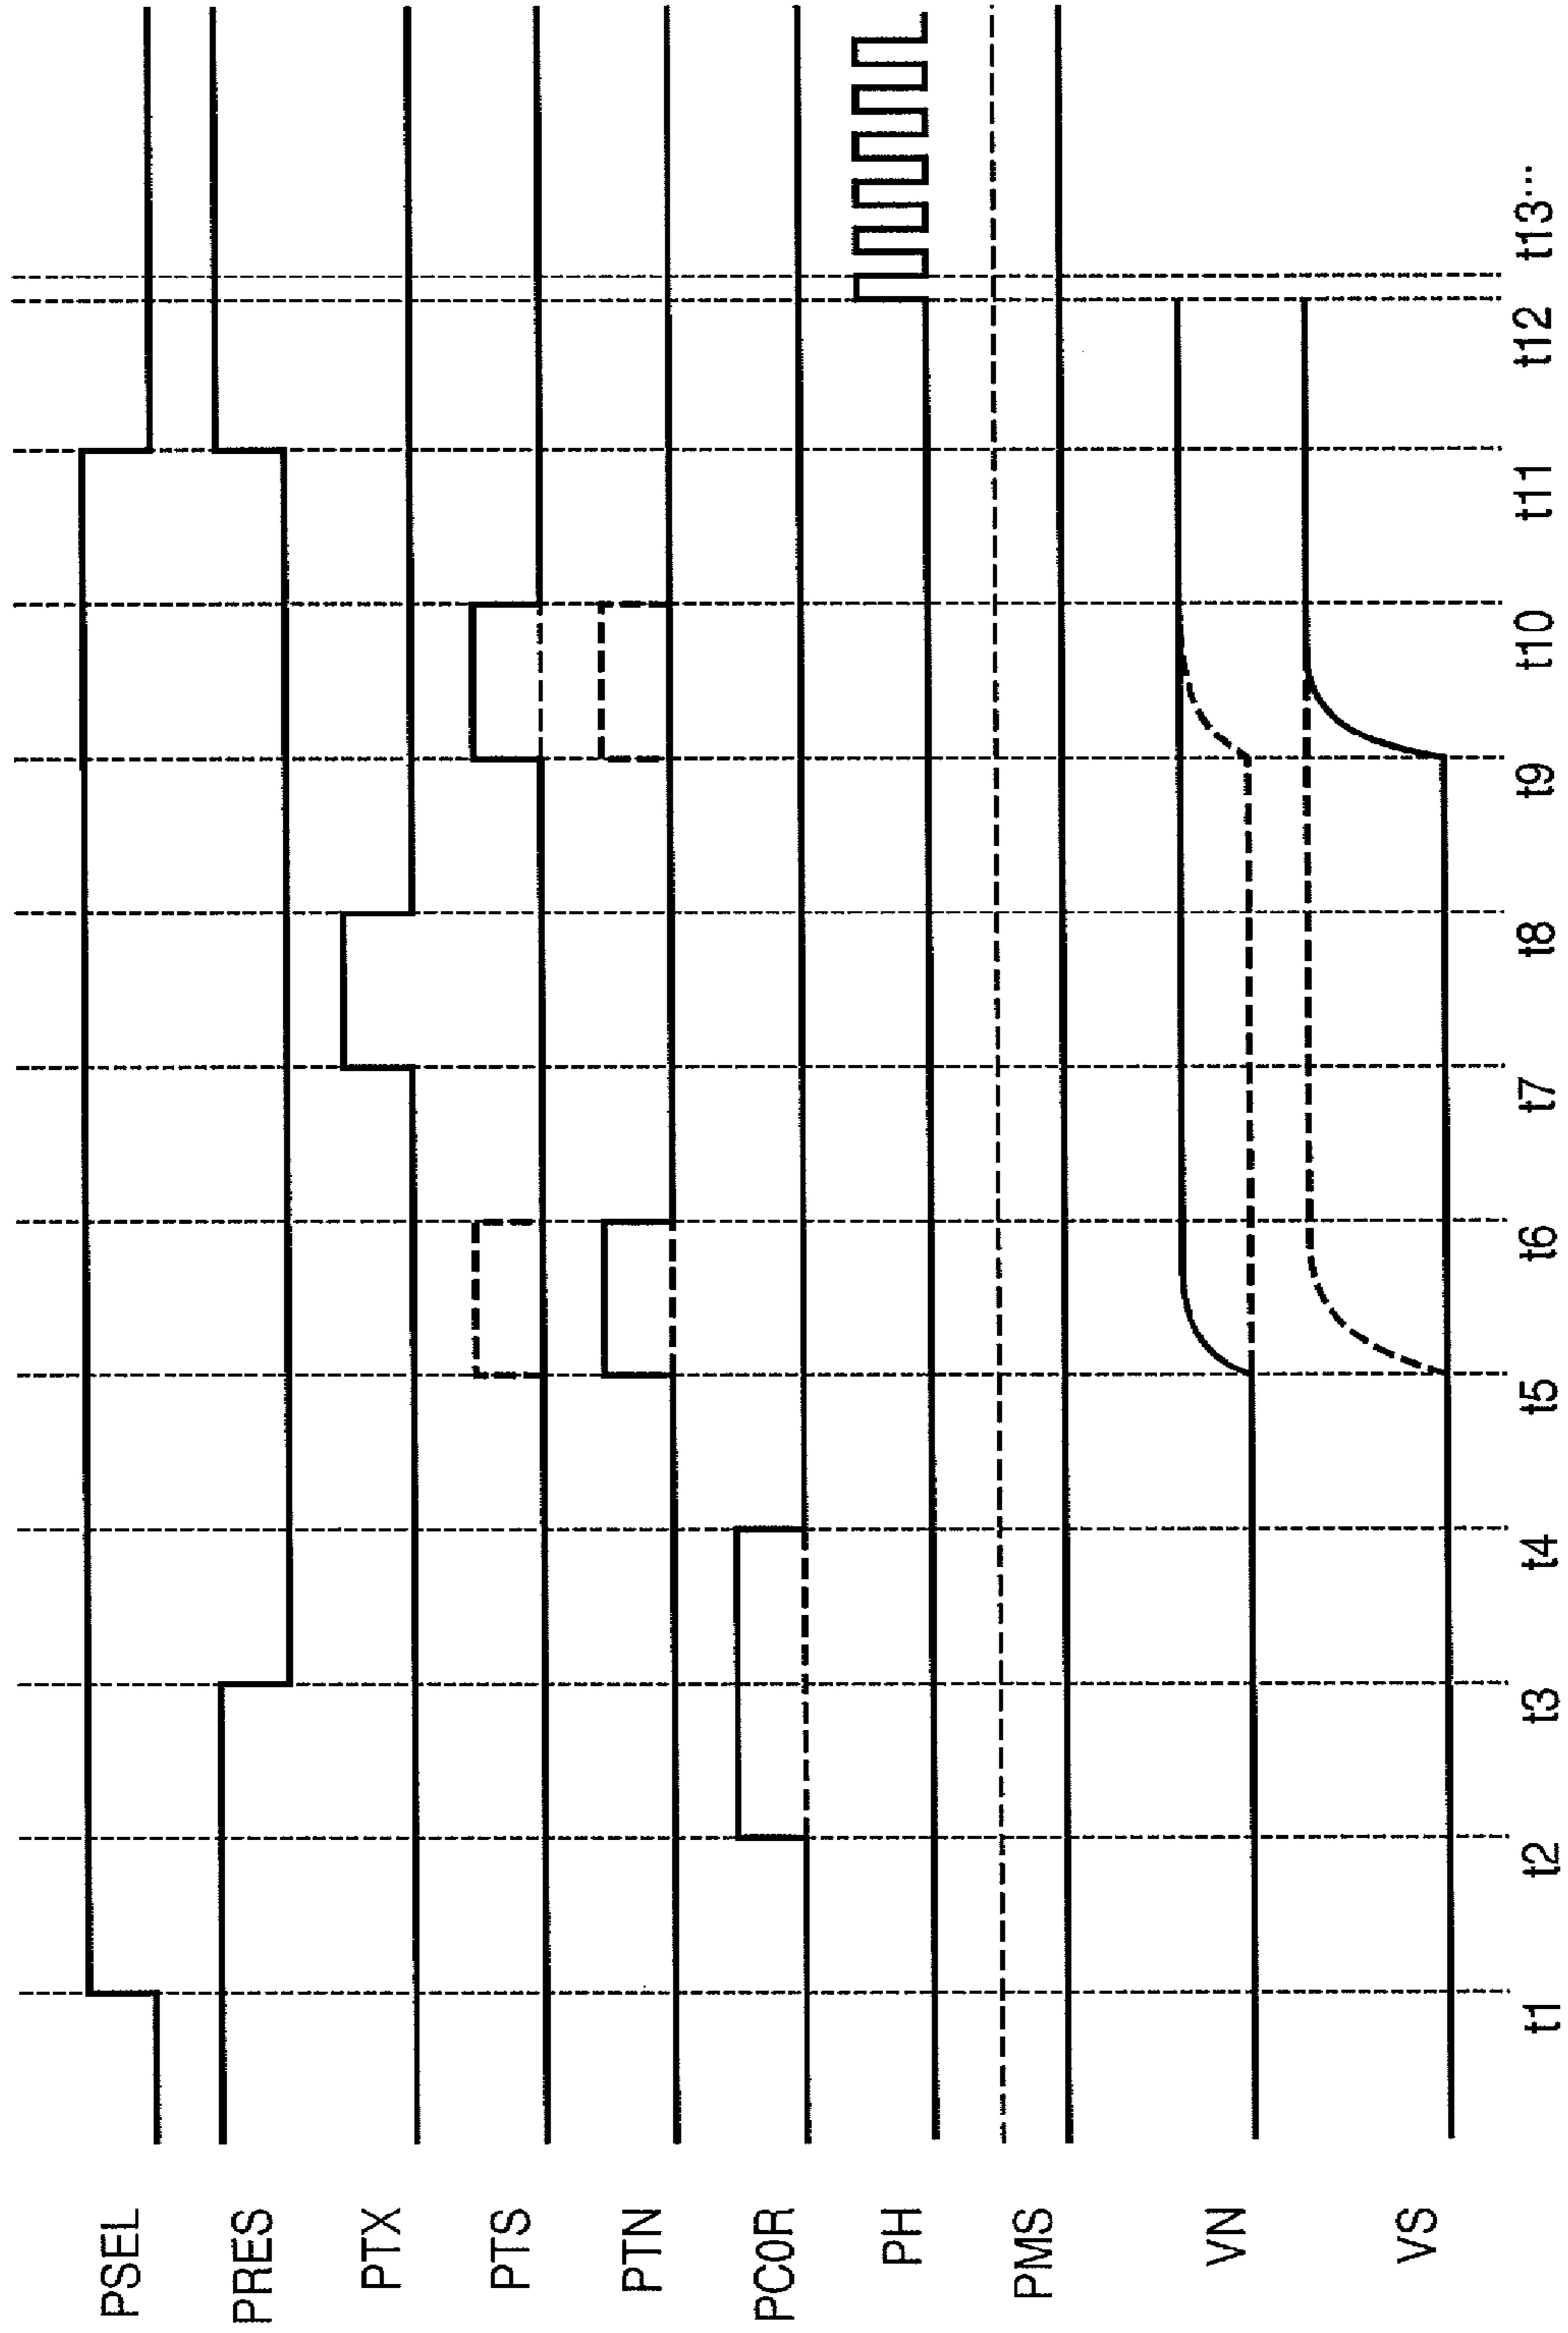 PSEL
PRES
PTX
PTS
PTN
PC0R
PH
PMS
VN
VS
t1 t2 t3 t4 t5 t6 t7 t8 t9 t10 t11 t12 t13···